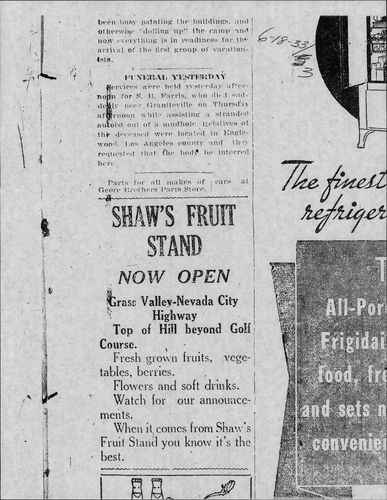 been busy painting the buildings, and
otherwise "dolling up" the camp and
now everything is in readiness for the
arrival of the first group of vacation-
ists.
FUNERAL YESTERDAY
Services were held yesterday after-
noon for S. E. Farris, who died sud-
denly near Graniteville on Thursday
afternoon while assisting a stranded
autoist out of a mudhole. Relatives of
the deceased were located in Engle-
wood, Los Angeles county and they
requested that the body be interred
here.
Parts for all makes of cars at
Geere Brothers Parts Store.
SHAW'S FRUIT
STAND
NOW OPEN
Grass Valley-Nevada City
Highway
Top of Hill beyond Golf
Course.
Fresh grown fruits, vege-
tables, berries.
Flowers and soft drinks.
Watch for our announce-
ments.
When it comes from Shaw's
Fruit Stand you know it's the
best.
6-18-33
3
The finest
refriger
T
All-Por
Frigidai
food, fre
and sets n
convenie